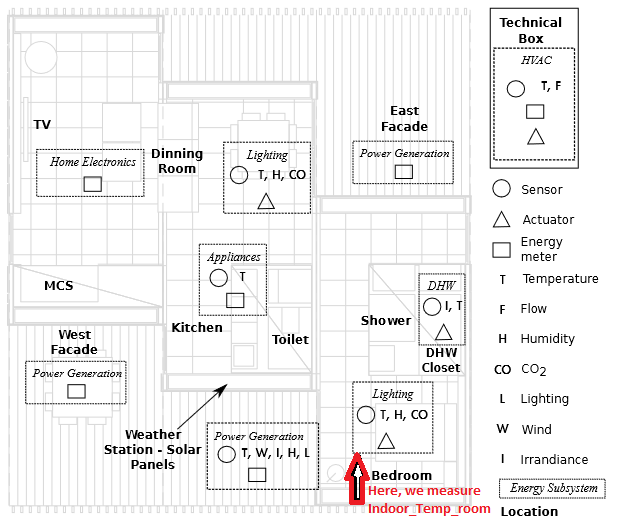 Technical
Box
HVAC
T, F
TV
East
Facade
Home Electronics
Dinning
Room
Lighting
T, H, CO
Power Generation
Sensor
Actuator
Energy
meter
T Temperature
F Flow
H Humidity
CO CO2
L Lighting
W Wind
I Irrandiance
Energy Subsystem
Location
Appliances
T
MCS
DHW
I, T
Kitchen
Toilet
Shower
DHW
Closet
West
Facade
Power Generation
Lighting
T, H, CO
Weather
Station - Solar
Panels
Power Generation
T, W, I, H, L
Bedroom
Here, we measure
Indoor_Temp_room